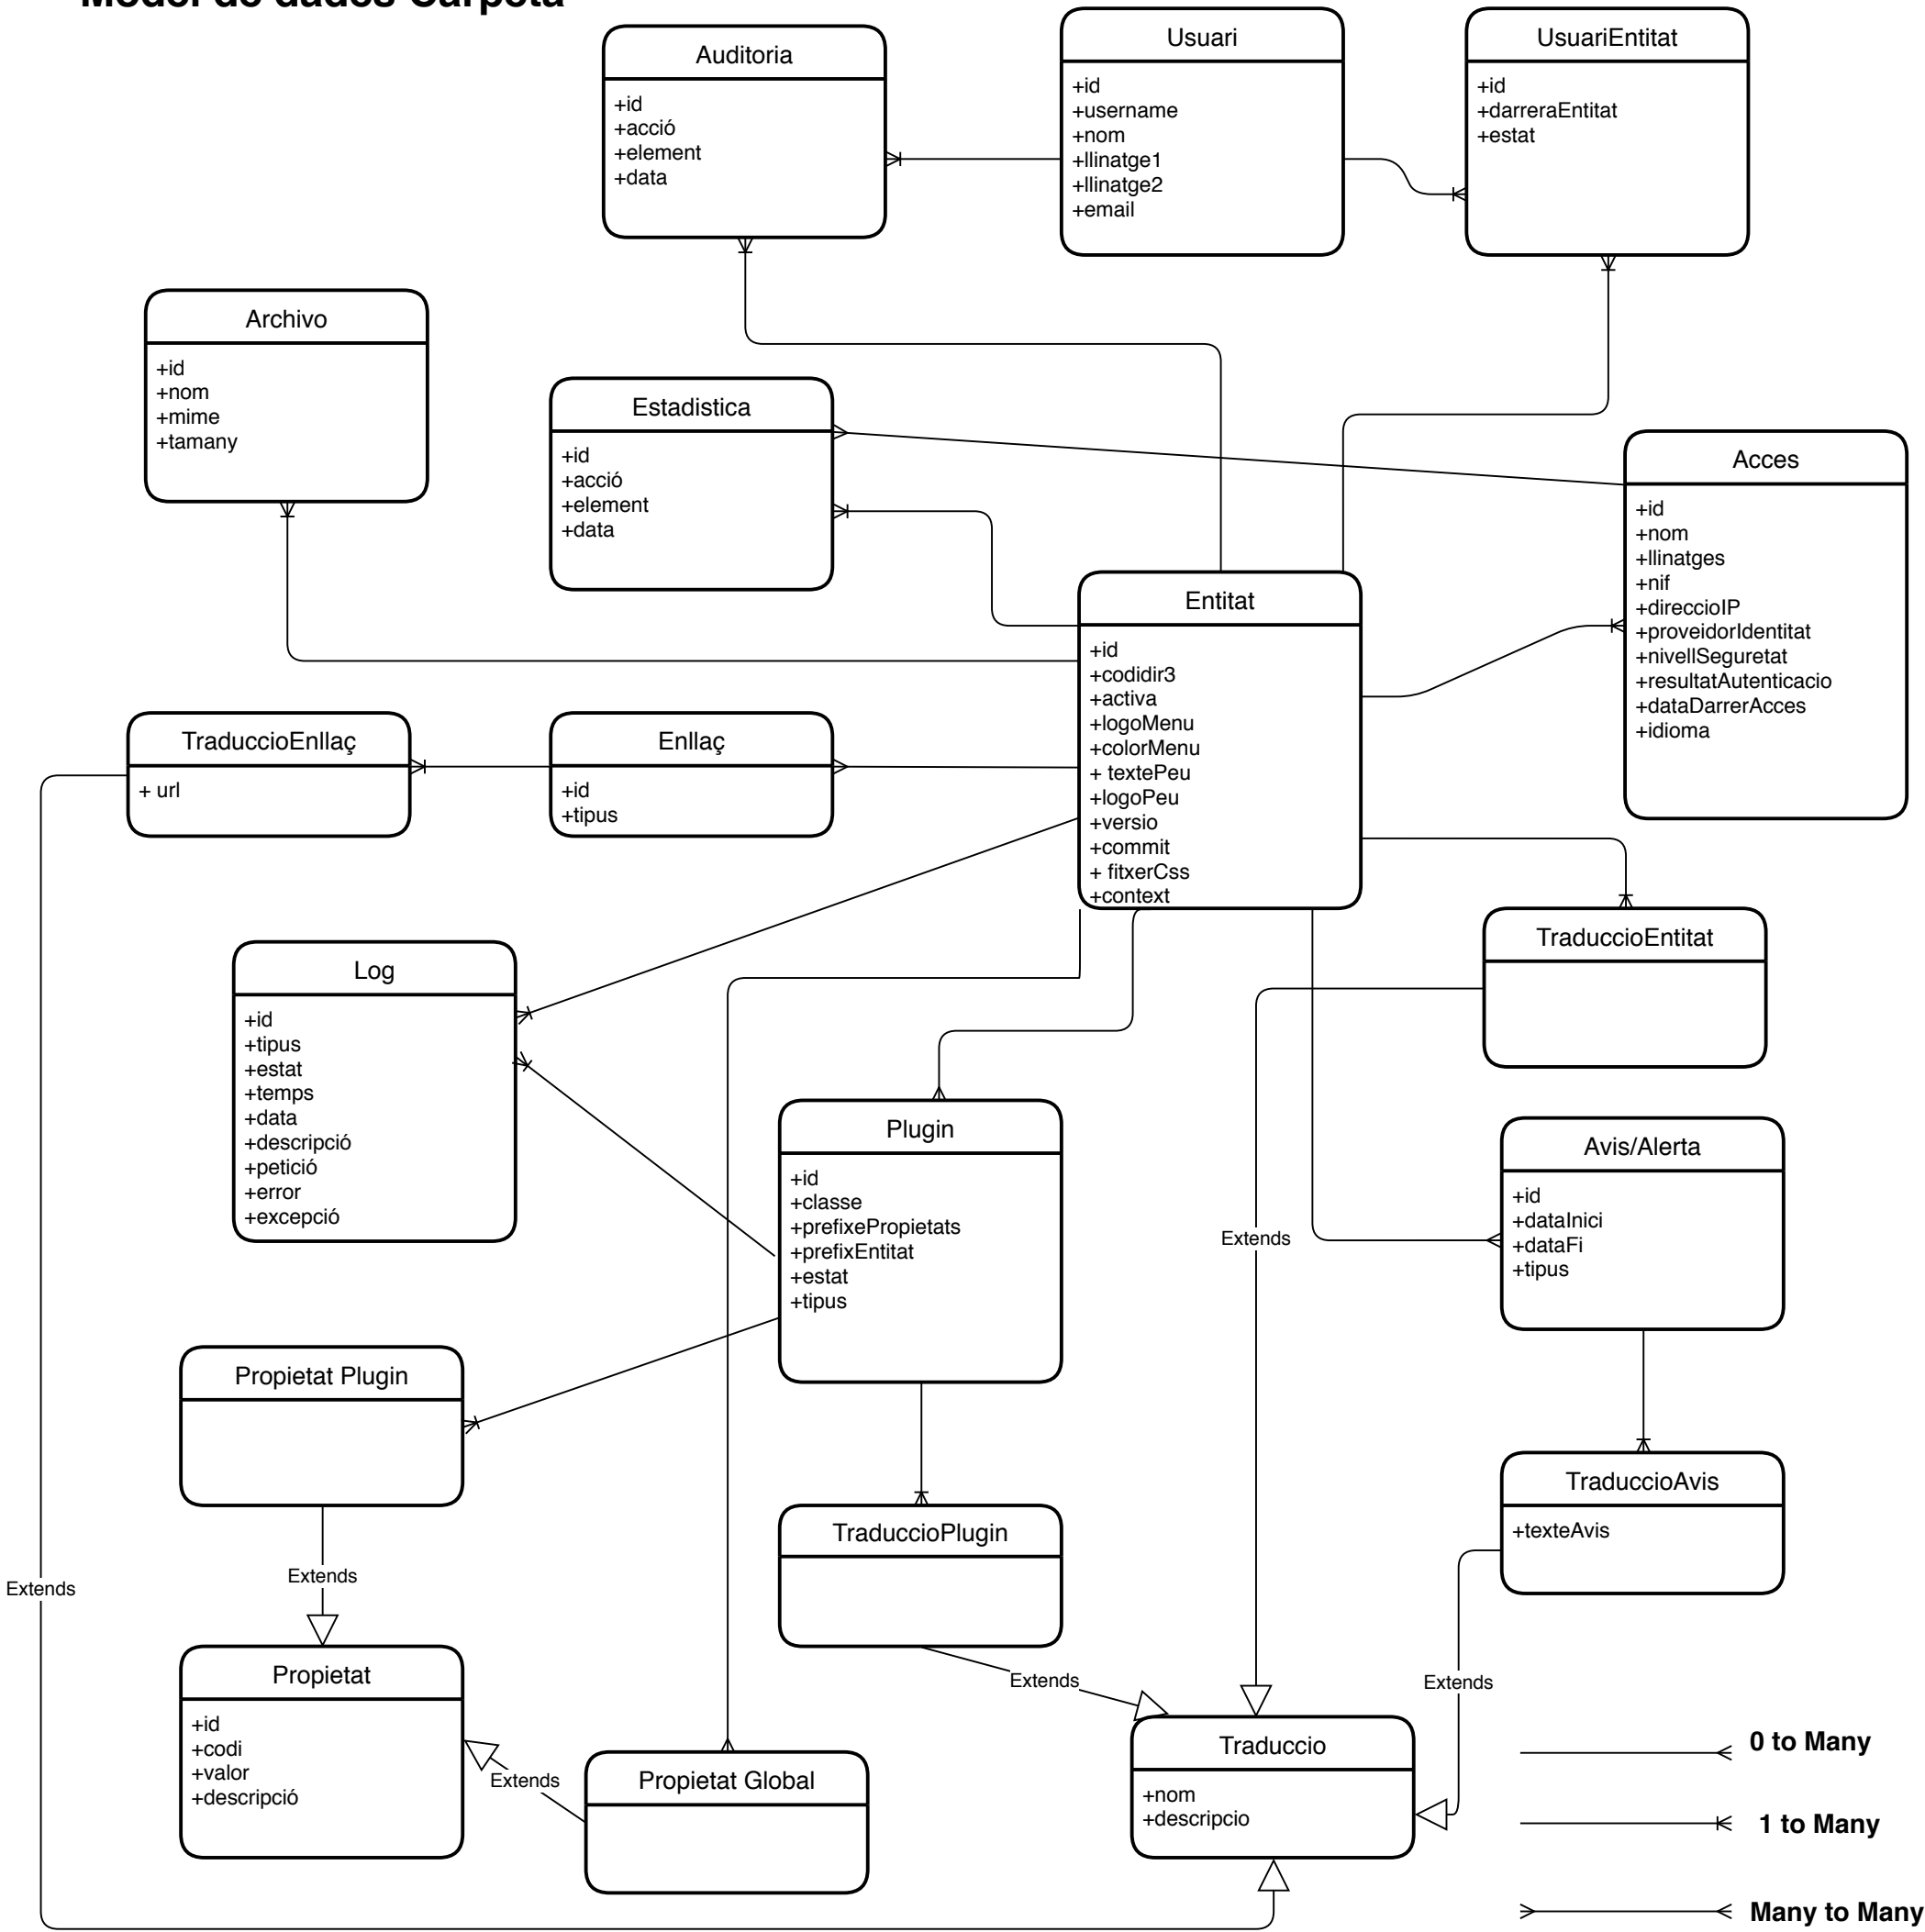 Model de dades Carpeta
Auditoria
+id
+acció
+element
+data
Usuari
+id
+username
+nom
+llinatge1
+llinatge2
+email
UsuariEntitat
+id
+darreraEntitat
+estat
Archivo
+id
+nom
+mime
+tamany
Estadistica
+id
+acció
+element
+data
Acces
+id
+nom
+llinatges
+nif
+direccioIP
+proveidorIdentitat
+nivellSeguretat
+resultatAutenticacio
+dataDarrerAcces
+idioma
Entitat
+id
+codidir3
+activa
+logoMenu
+colorMenu
+ textePeu
+logoPeu
+versio
+commit
+ fitxerCss
+context
TraduccioEnllaç
+ url
Enllaç
+id
+tipus
TraduccioEntitat
Log
+id
+tipus
+estat
+temps
+data
+descripció
+petició
+error
+excepció
Plugin
+id
+classe
+prefixePropietats
+prefixEntitat
+estat
+tipus
Avis/Alerta
+id
+dataInici
+dataFi
+tipus
Extends
Propietat Plugin
TraduccioPlugin
TraduccioAvis
+texteAvis
Extends
Extends
Propietat
+id
+codi
+valor
+descripció
Extends
Propietat Global
Extends
Traduccio
+nom
+descripcio
Extends
0 to Many
1 to Many
Many to Many